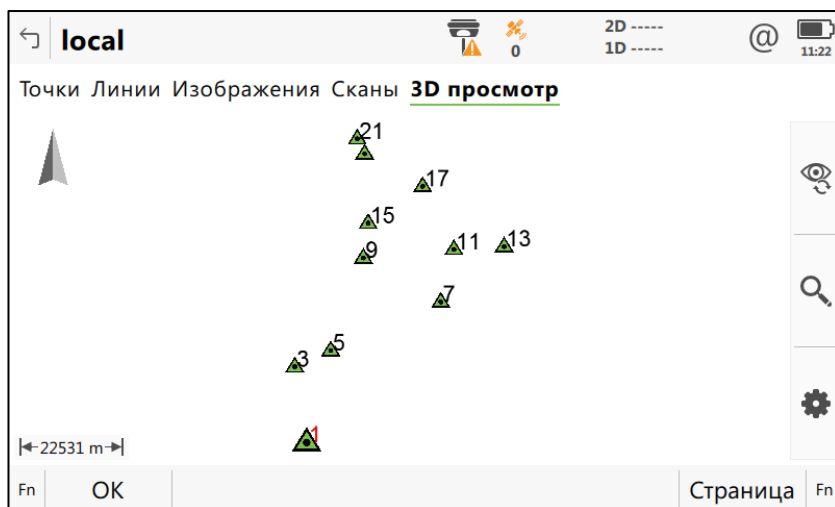 local
0
2D -----
1D -----
@
11:22
Точки Линии Изображения Сканы 3D просмотр
21
17
15
11
13
9
7
5
3
1
22531 m
Fn OK Страница Fn